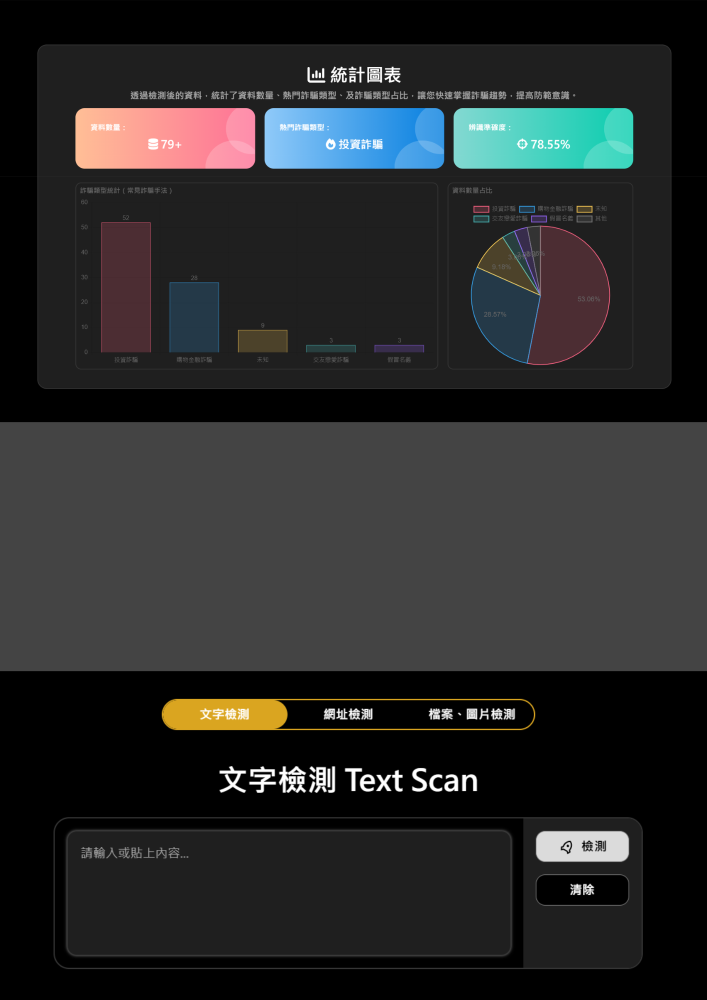 統計圖表
透過檢測後的資料，統計了資料數量、熱門詐騙類型、及詐騙類型占比，讓您快速掌握詐騙趨勢，提高防範意識。
資料數量：
79+
熱門詐騙類型：
投資詐騙
辨識準確度：
78.55%
詐騙類型統計 ( 常見詐騙手法 )
60
50
40
30
20
10
0
52
28
9
3
3
投資詐騙
購物金融詐騙
未知
交友戀愛詐騙
假冒名義
資料數量占比
投資詐騙 購物金融詐騙 未知
交友戀愛詐騙 假冒名義 其他
53.06%
28.57%
9.18%
3.06%
3.06%
3.06%
文字檢測 網址檢測 檔案、圖片檢測
文字檢測 Text Scan
請輸入或貼上內容...
檢測
清除